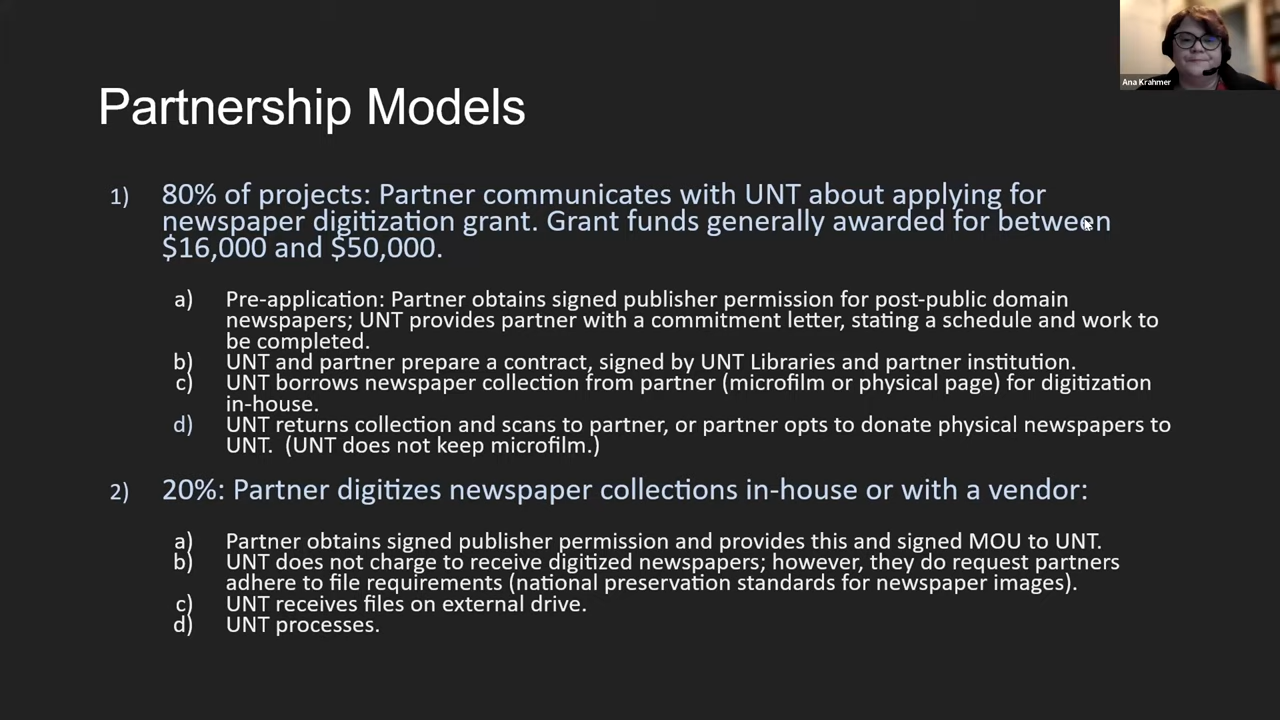 Ana Krahmer
Partnership Models
1) 80% of projects: Partner communicates with UNT about applying for
newspaper digitization grant. Grant funds generally awarded for between
$16,000 and $50,000.
a) Pre-application: Partner obtains signed publisher permission for post-public domain
newspapers; UNT provides partner with a commitment letter, stating a schedule and work to
be completed.
b) UNT and partner prepare a contract, signed by UNT Libraries and partner institution.
c) UNT borrows newspaper collection from partner (microfilm or physical page) for digitization
in-house.
d) UNT returns collection and scans to partner, or partner opts to donate physical newspapers to
UNT. (UNT does not keep microfilm.)
2) 20%: Partner digitizes newspaper collections in-house or with a vendor:
a) Partner obtains signed publisher permission and provides this and signed MOU to UNT.
b) UNT does not charge to receive digitized newspapers; however, they do request partners
adhere to file requirements (national preservation standards for newspaper images).
c) UNT receives files on external drive.
d) UNT processes.